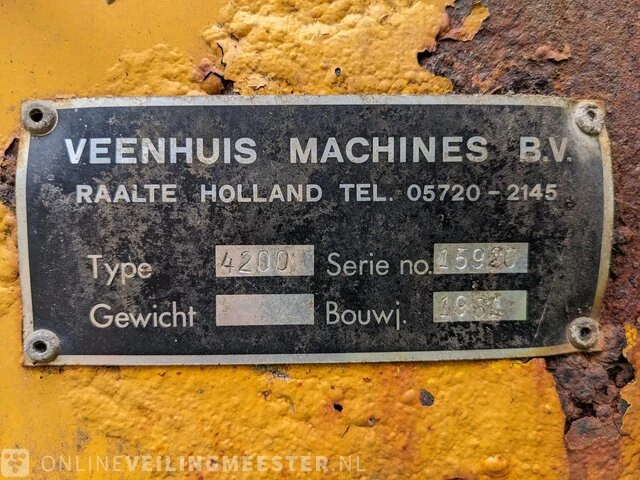 VEENHUIS MACHINES B.V.
RAALTE HOLLAND TEL. 05720-2145
Type 4200 Serie no. 15920
Gewicht Bouwj. 1981
ONLINEVEILINGMEESTER.NL